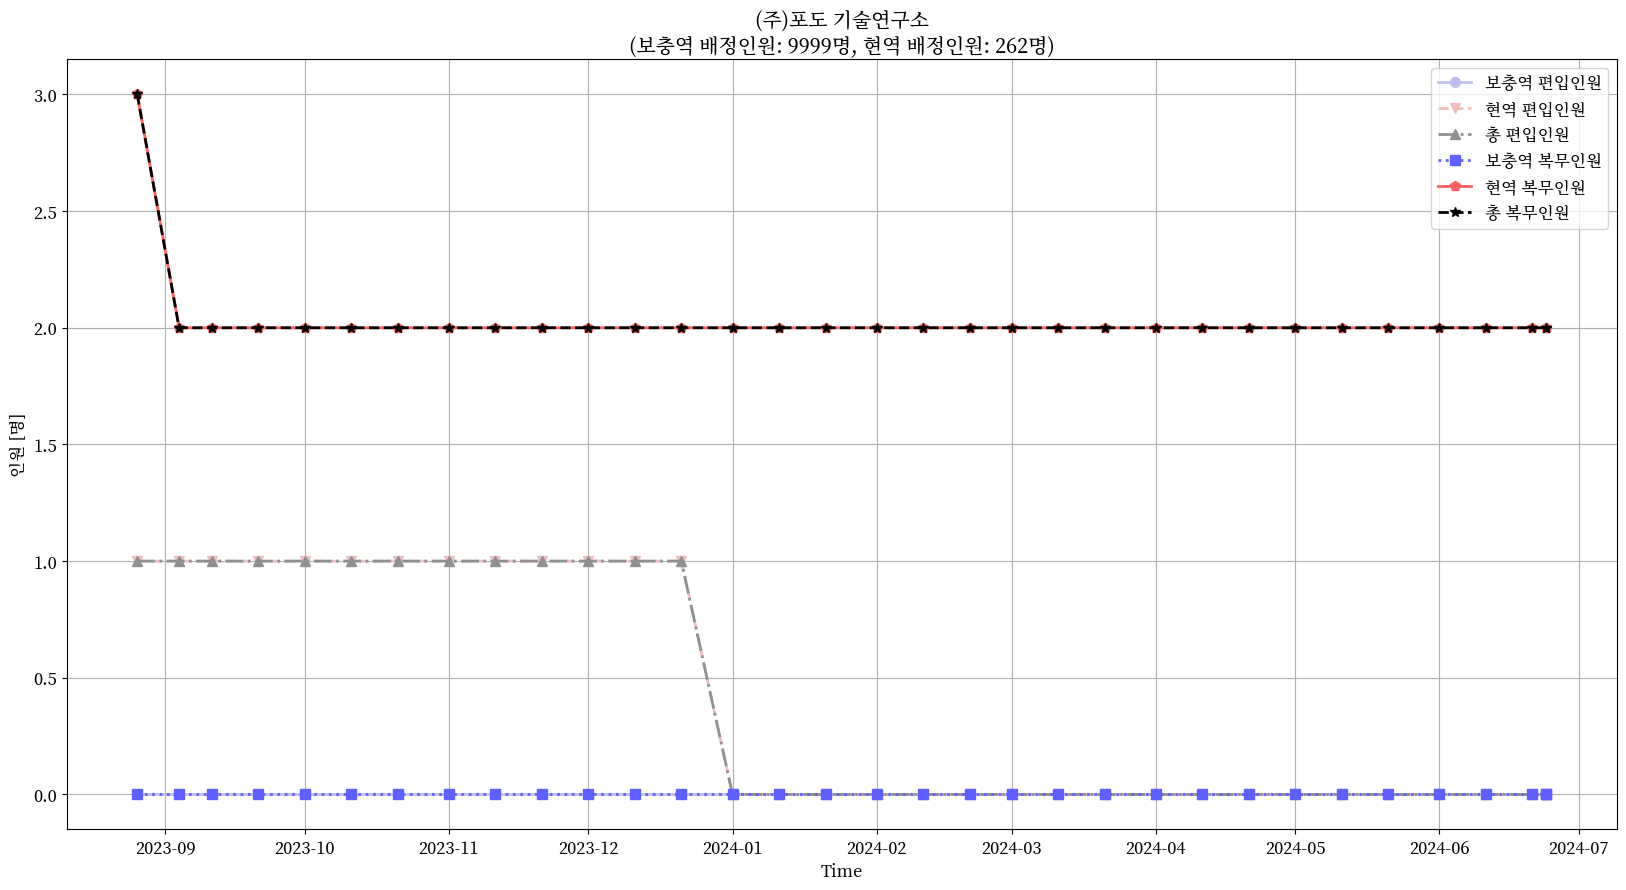 (주)포도 기술연구소
(보충역 배정인원: 9999명, 현역 배정인원: 262명)
보충역 편입인원
현역 편입인원
총 편입인원
보충역 복무인원
현역 복무인원
총 복무인원
3.0
2.5
2.0
1.5
1.0
0.5
0.0
인원 [명]
2023-09 2023-10 2023-11 2023-12 2024-01 2024-02 2024-03 2024-04 2024-05 2024-06 2024-07
Time